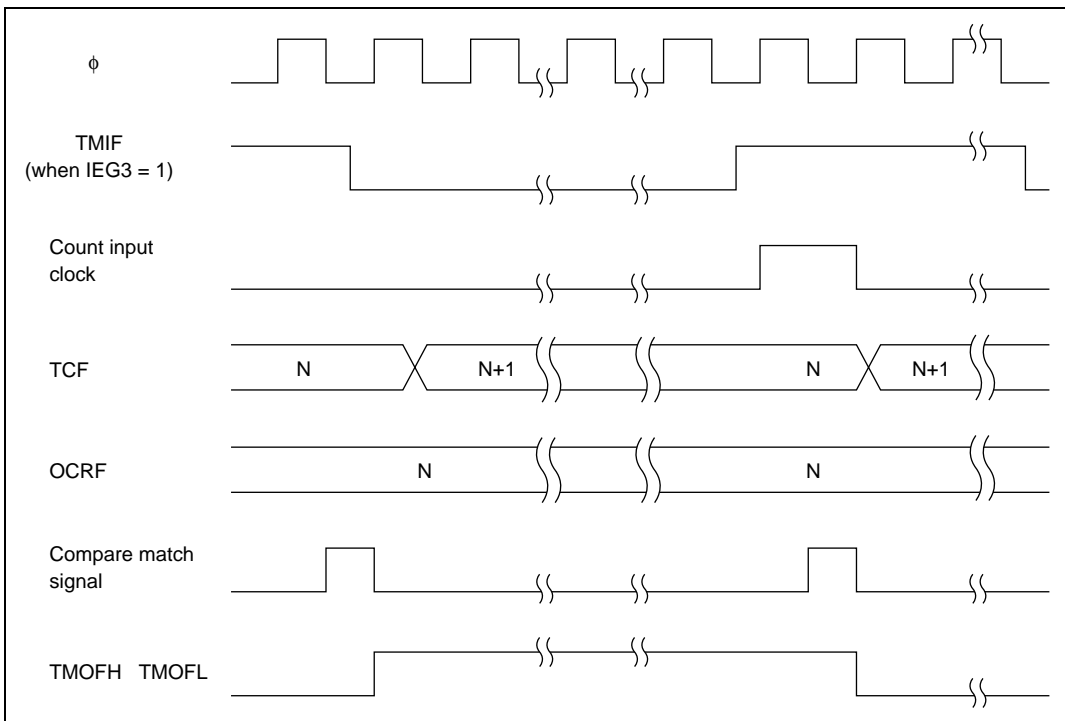 φ
TMIF
(when IEG3 = 1)
Count input
clock
TCF
N
N+1
N
N+1
OCRF
N
N
Compare match
signal
TMOFH TMOFL